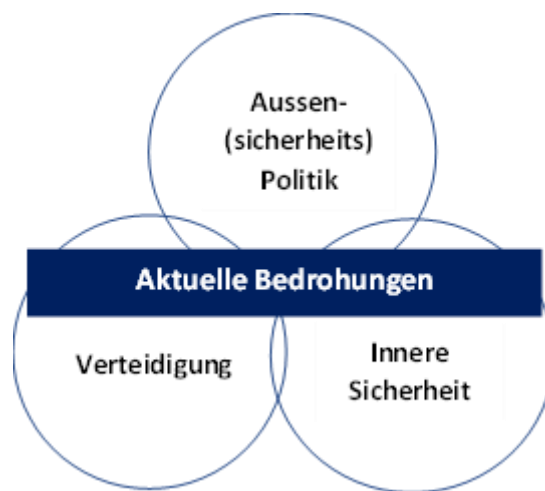 Aussen-
(sicherheits)
Politik
Aktuelle Bedrohungen
Verteidigung
Innere
Sicherheit